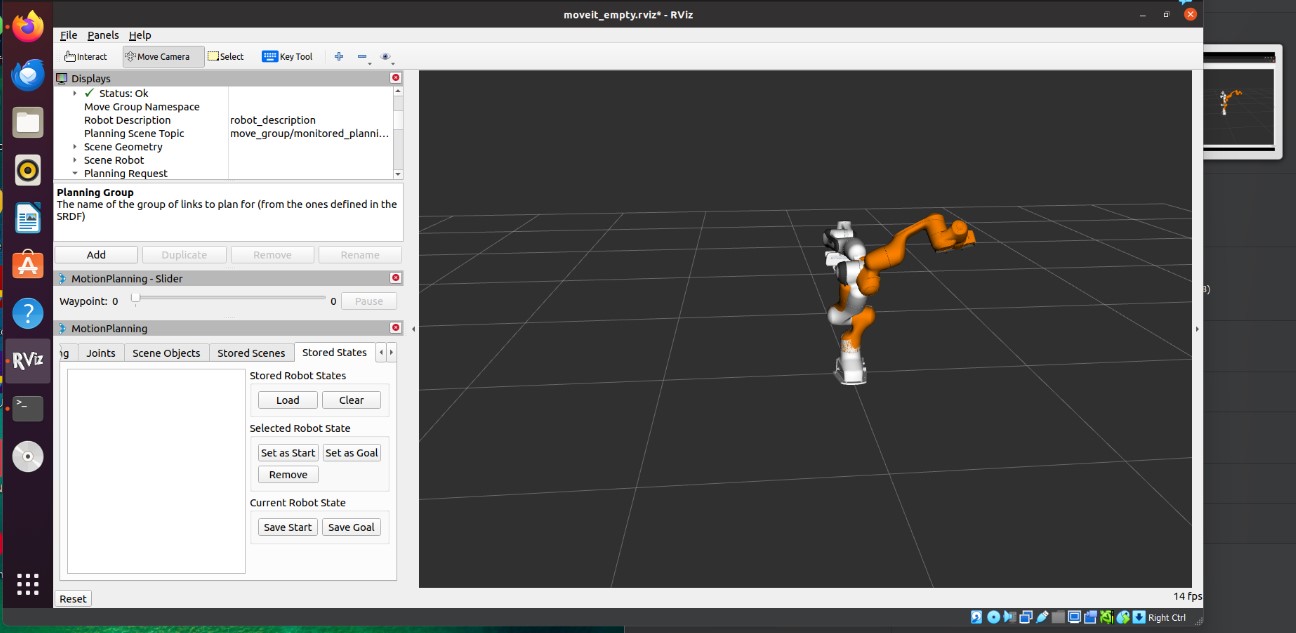 moveit_empty.rviz* - RViz
File Panels Help
Interact Move Camera Select Key Tool
Displays
Status: Ok
Move Group Namespace
Robot Description robot_description
Planning Scene Topic move_group/monitored_planni...
Scene Geometry
Scene Robot
Planning Request
Planning Group
The name of the group of links to plan for (from the ones defined in the
SRDF)
Add Duplicate Remove Rename
MotionPlanning - Slider
Waypoint: 0 0 Pause
MotionPlanning
ng Joints Scene Objects Stored Scenes Stored States
Stored Robot States
Load Clear
Selected Robot State
Set as Start Set as Goal
Remove
Current Robot State
Save Start Save Goal
Reset
14 fps
RViz
Right Ctrl